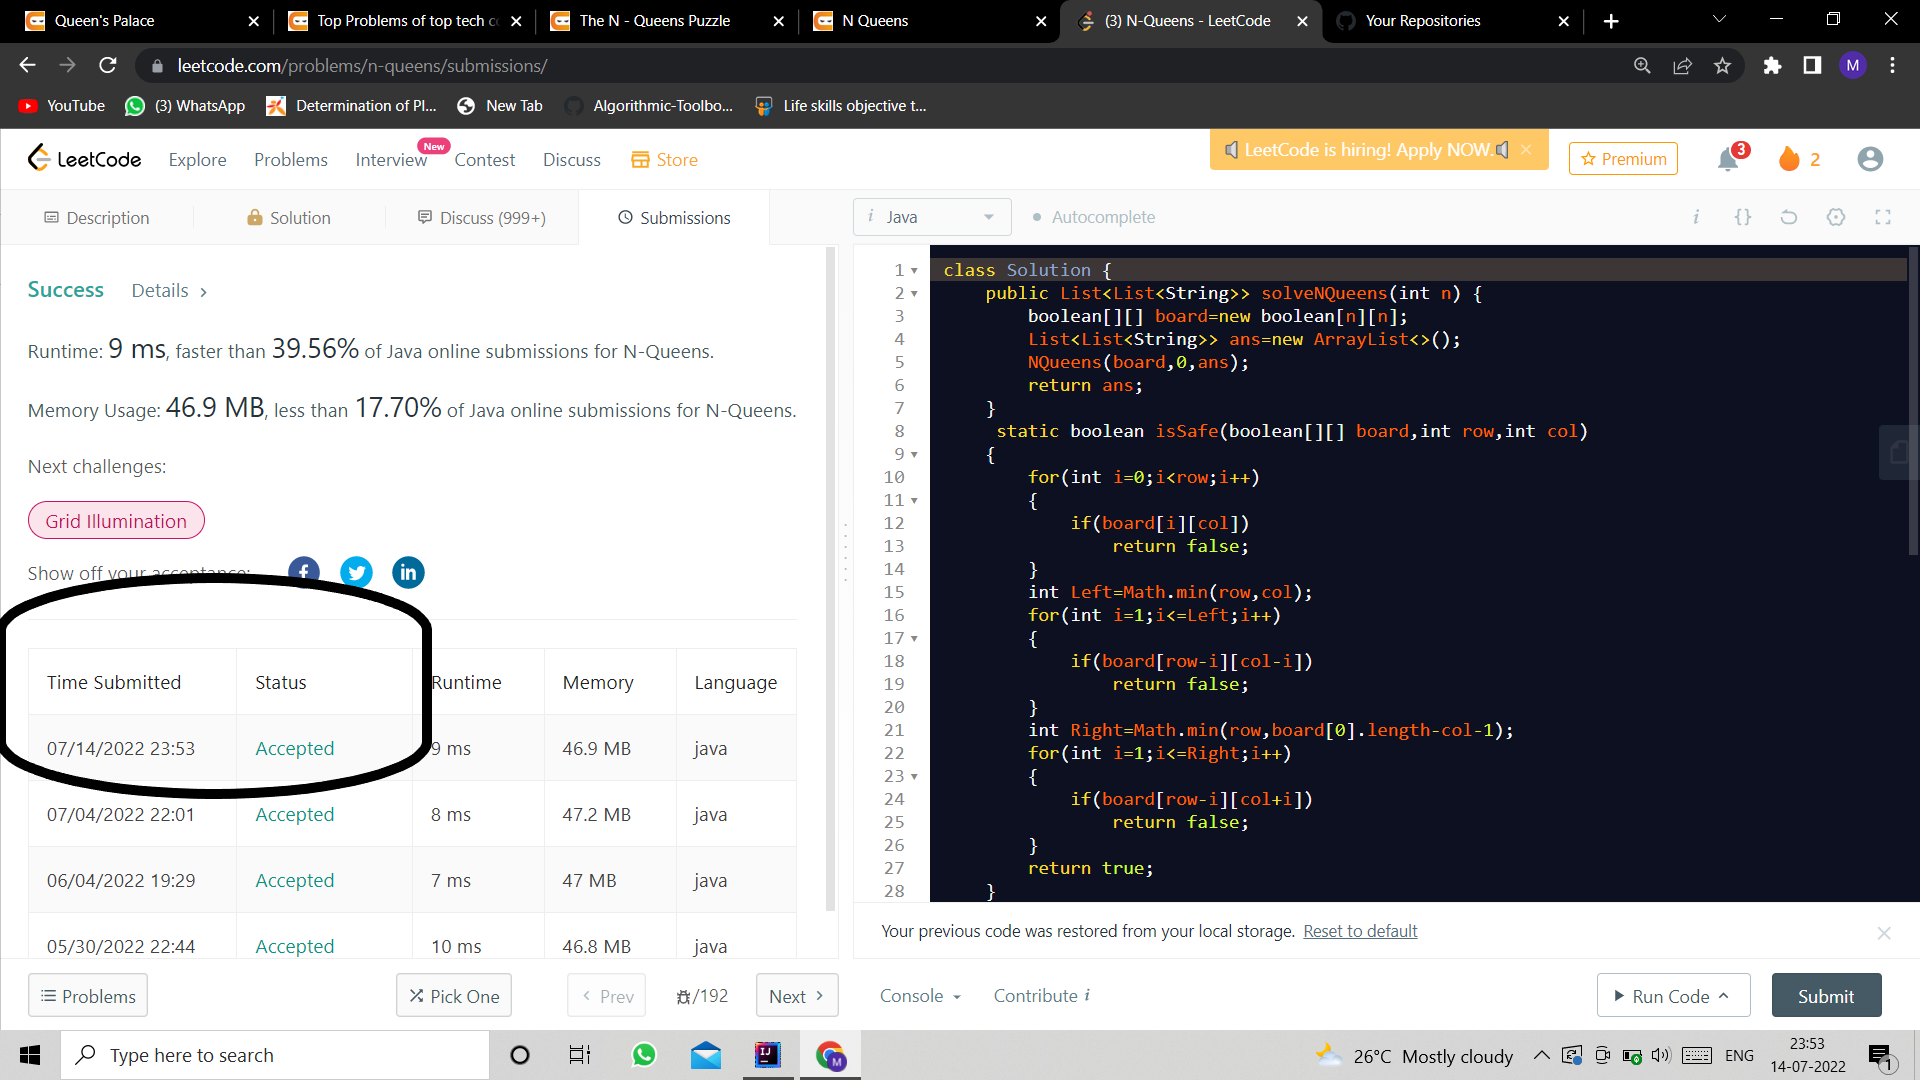 Queen's Palace
Top Problems of top tech c
The N - Queens Puzzle
N Queens
(3) N-Queens - LeetCode
Your Repositories
leetcode.com/problems/n-queens/submissions/
M
YouTube
(3) WhatsApp
Determination of Pl...
New Tab
Algorithmic-Toolbo...
Life skills objective t...
LeetCode
Explore
Problems
Interview
New
Contest
Discuss
Store
LeetCode is hiring! Apply NOW.
Premium
3
2
Description
Solution
Discuss (999+)
Submissions
i Java
Autocomplete
i
{}
Success
Details
Runtime: 9 ms, faster than 39.56% of Java online submissions for N-Queens.
Memory Usage: 46.9 MB, less than 17.70% of Java online submissions for N-Queens.
Next challenges:
Grid Illumination
Show off your acceptance:
Time Submitted Status Runtime Memory Language
07/14/2022 23:53 Accepted 9 ms 46.9 MB java
07/04/2022 22:01 Accepted 8 ms 47.2 MB java
06/04/2022 19:29 Accepted 7 ms 47 MB java
05/30/2022 22:44 Accepted 10 ms 46.8 MB java
1 class Solution {
2 public List<List<String>> solveNQueens(int n) {
3 boolean[][] board=new boolean[n][n];
4 List<List<String>> ans=new ArrayList<>();
5 NQueens(board,0,ans);
6 return ans;
7 }
8 static boolean isSafe(boolean[][] board,int row,int col)
9 {
10 for(int i=0;i<row;i++)
11 {
12 if(board[i][col])
13 return false;
14 }
15 int Left=Math.min(row,col);
16 for(int i=1;i<=Left;i++)
17 {
18 if(board[row-i][col-i])
19 return false;
20 }
21 int Right=Math.min(row,board[0].length-col-1);
22 for(int i=1;i<=Right;i++)
23 {
24 if(board[row-i][col+i])
25 return false;
26 }
27 return true;
28 }
Your previous code was restored from your local storage. Reset to default
Problems
Pick One
Prev
/192
Next
Console
Contribute i
Run Code
Submit
Type here to search
26°C Mostly cloudy
ENG
23:53
14-07-2022
1